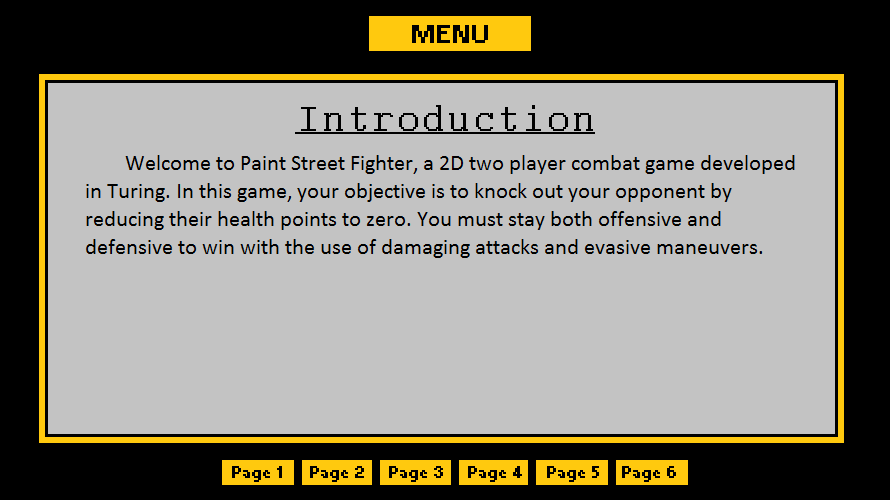 MENU
Introduction
Welcome to Paint Street Fighter, a 2D two player combat game developed
in Turing. In this game, your objective is to knock out your opponent by
reducing their health points to zero. You must stay both offensive and
defensive to win with the use of damaging attacks and evasive maneuvers.
Page 1 Page 2 Page 3 Page 4 Page 5 Page 6